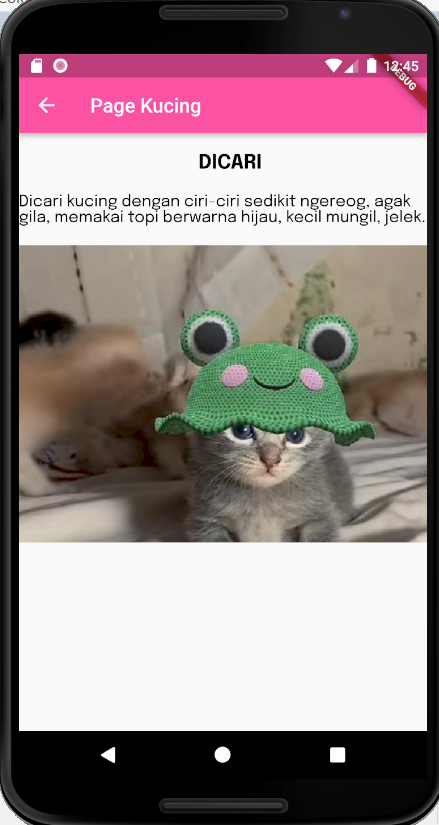 12:45
DEBUG
Page Kucing
DICARI
Dicari kucing dengan ciri-ciri sedikit ngereog, agak
gila, memakai topi berwarna hijau, kecil mungil, jelek.